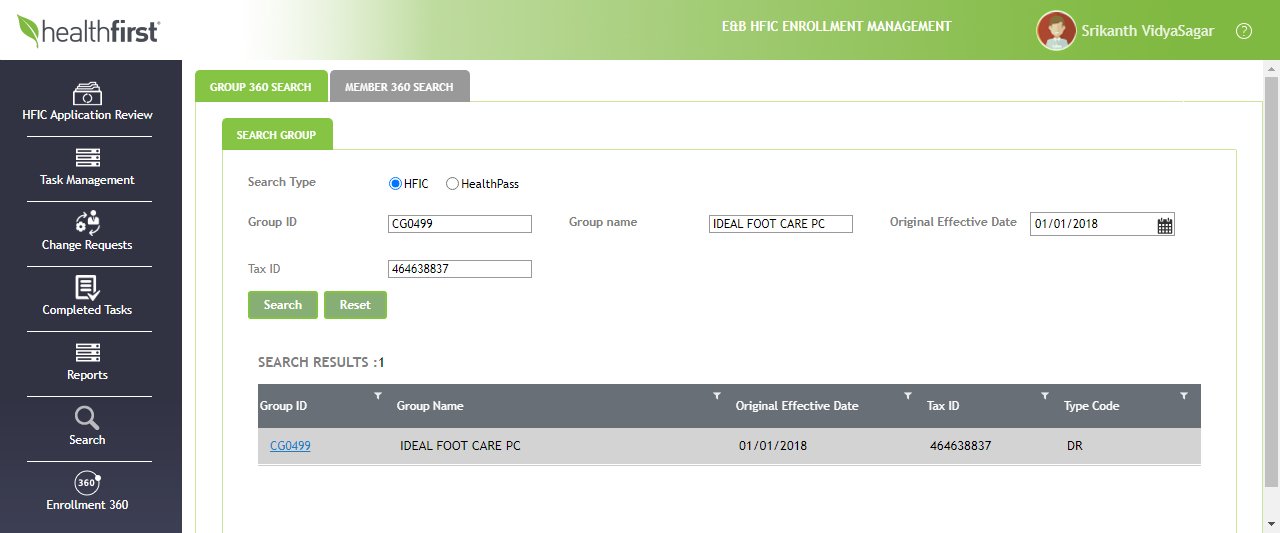 healthfirst®
E&B HFIC ENROLLMENT MANAGEMENT
Srikanth VidyaSagar
?
HFIC Application Review
Task Management
Change Requests
Completed Tasks
Reports
Search
360
Enrollment 360
GROUP 360 SEARCH
MEMBER 360 SEARCH
SEARCH GROUP
Search Type HFIC HealthPass
Group ID CG0499 Group name IDEAL FOOT CARE PC Original Effective Date 01/01/2018
Tax ID 464638837
Search Reset
SEARCH RESULTS :1
Group ID Group Name Original Effective Date Tax ID Type Code
CG0499 IDEAL FOOT CARE PC 01/01/2018 464638837 DR